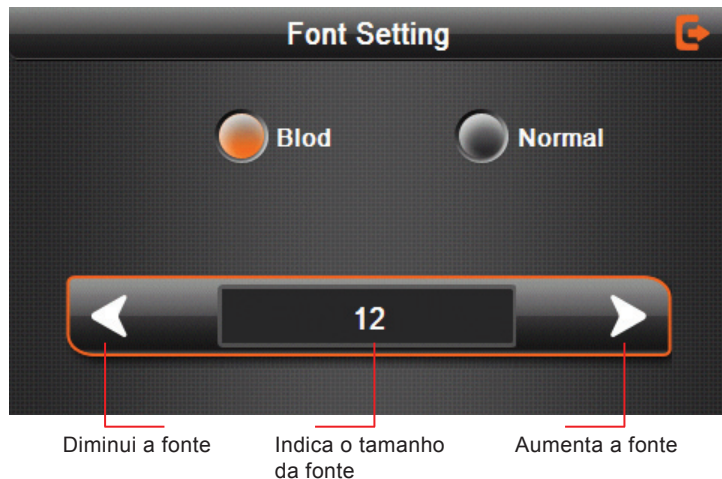 Font Setting
Blod
Normal
12
Diminui a fonte
Indica o tamanho
da fonte
Aumenta a fonte